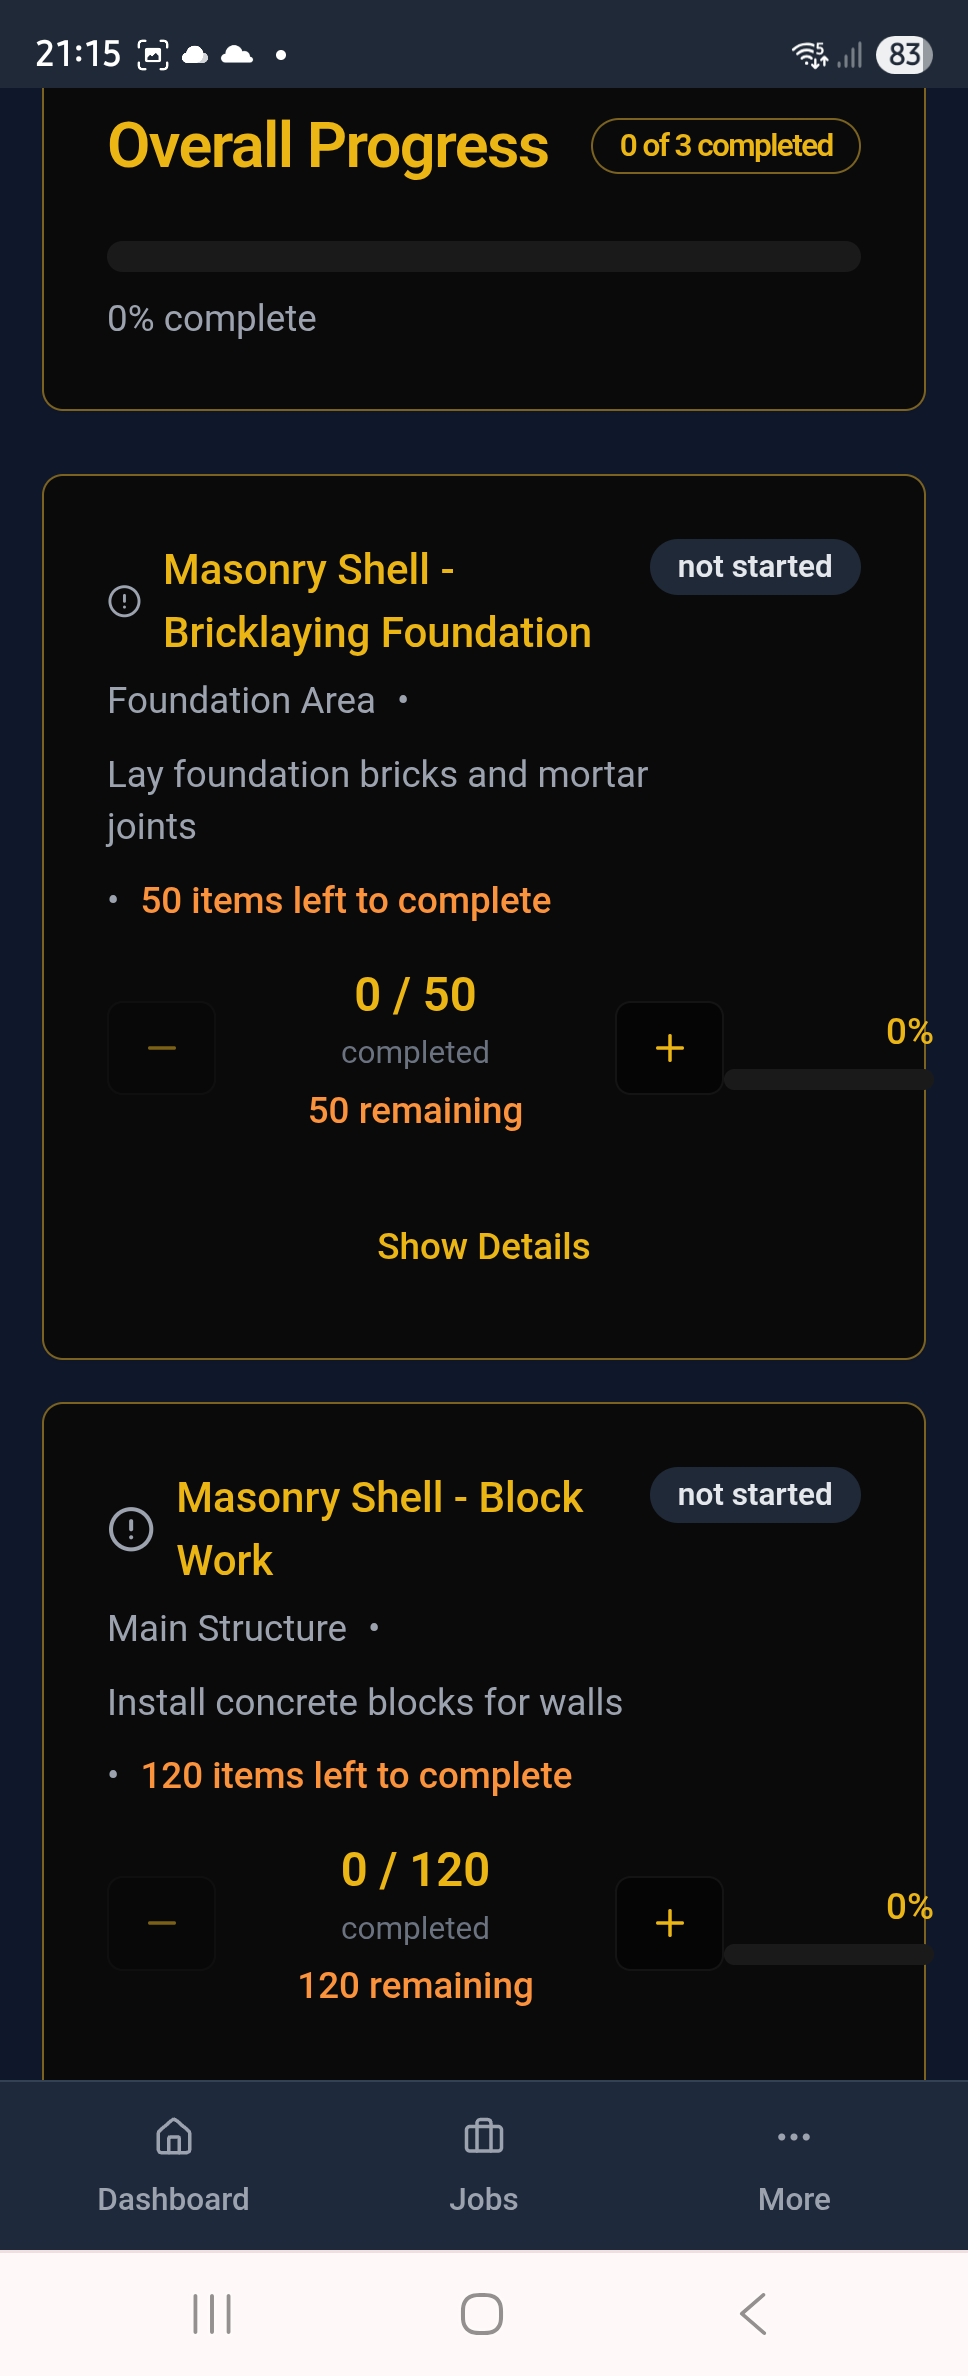 21:15
5
83
Overall Progress
0 of 3 completed
0% complete
Masonry Shell -
Bricklaying Foundation
not started
Foundation Area •
Lay foundation bricks and mortar
joints
• 50 items left to complete
0 / 50
completed
50 remaining
0%
Show Details
Masonry Shell - Block
Work
not started
Main Structure •
Install concrete blocks for walls
• 120 items left to complete
0 / 120
completed
120 remaining
0%
Dashboard
Jobs
More